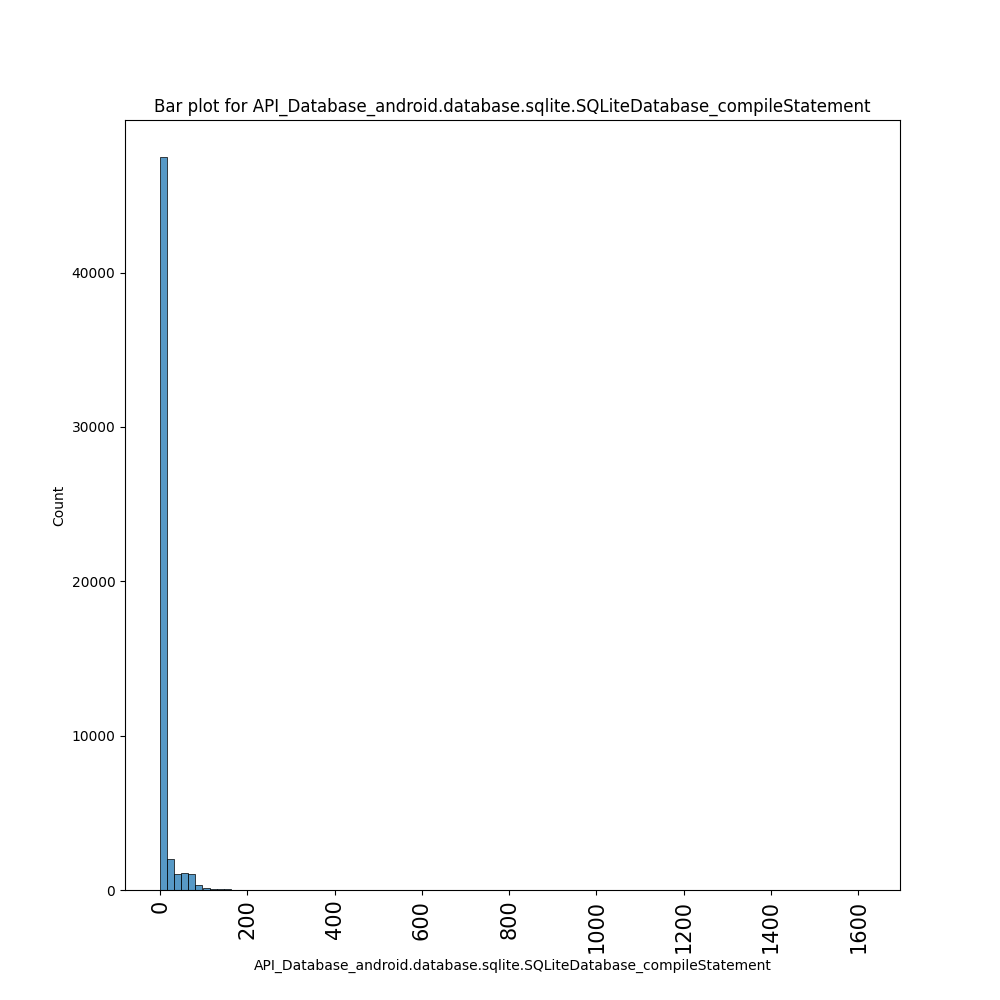 Bar plot for API_Database_android.database.sqlite.SQLiteDatabase_compileStatement
40000
30000
20000
10000
0
Count
0 200 400 600 800 1000 1200 1400 1600
API_Database_android.database.sqlite.SQLiteDatabase_compileStatement